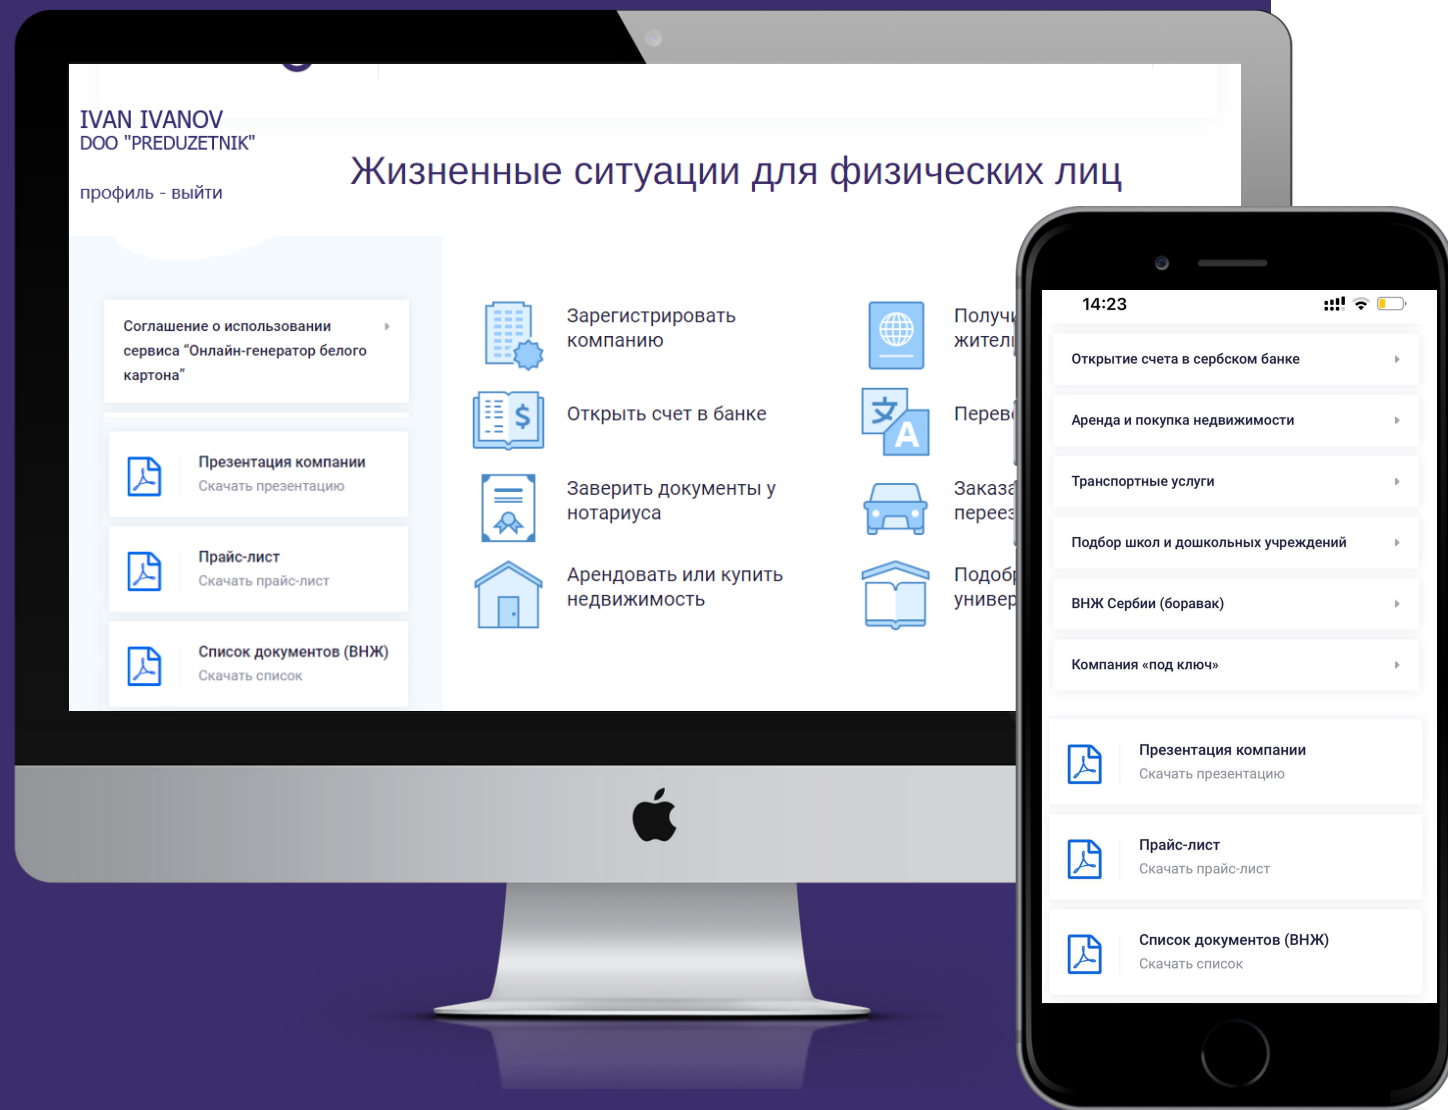 IVAN IVANOV
DOO "PREDUZETNIK"
профиль - выйти
Жизненные ситуации для физических лиц
Соглашение о использовании
сервиса “Онлайн-генератор белого
картона”
Презентация компании
Скачать презентацию
Прайс-лист
Скачать прайс-лист
Список документов (ВНЖ)
Скачать список
Зарегистрировать
компанию
Открыть счет в банке
Заверить документы у
нотариуса
Арендовать или купить
недвижимость
14:23
Открытие счета в сербском банке
Аренда и покупка недвижимости
Транспортные услуги
Подбор школ и дошкольных учреждений
ВНЖ Сербии (боравак)
Компания «под ключ»
Презентация компании
Скачать презентацию
Прайс-лист
Скачать прайс-лист
Список документов (ВНЖ)
Скачать список